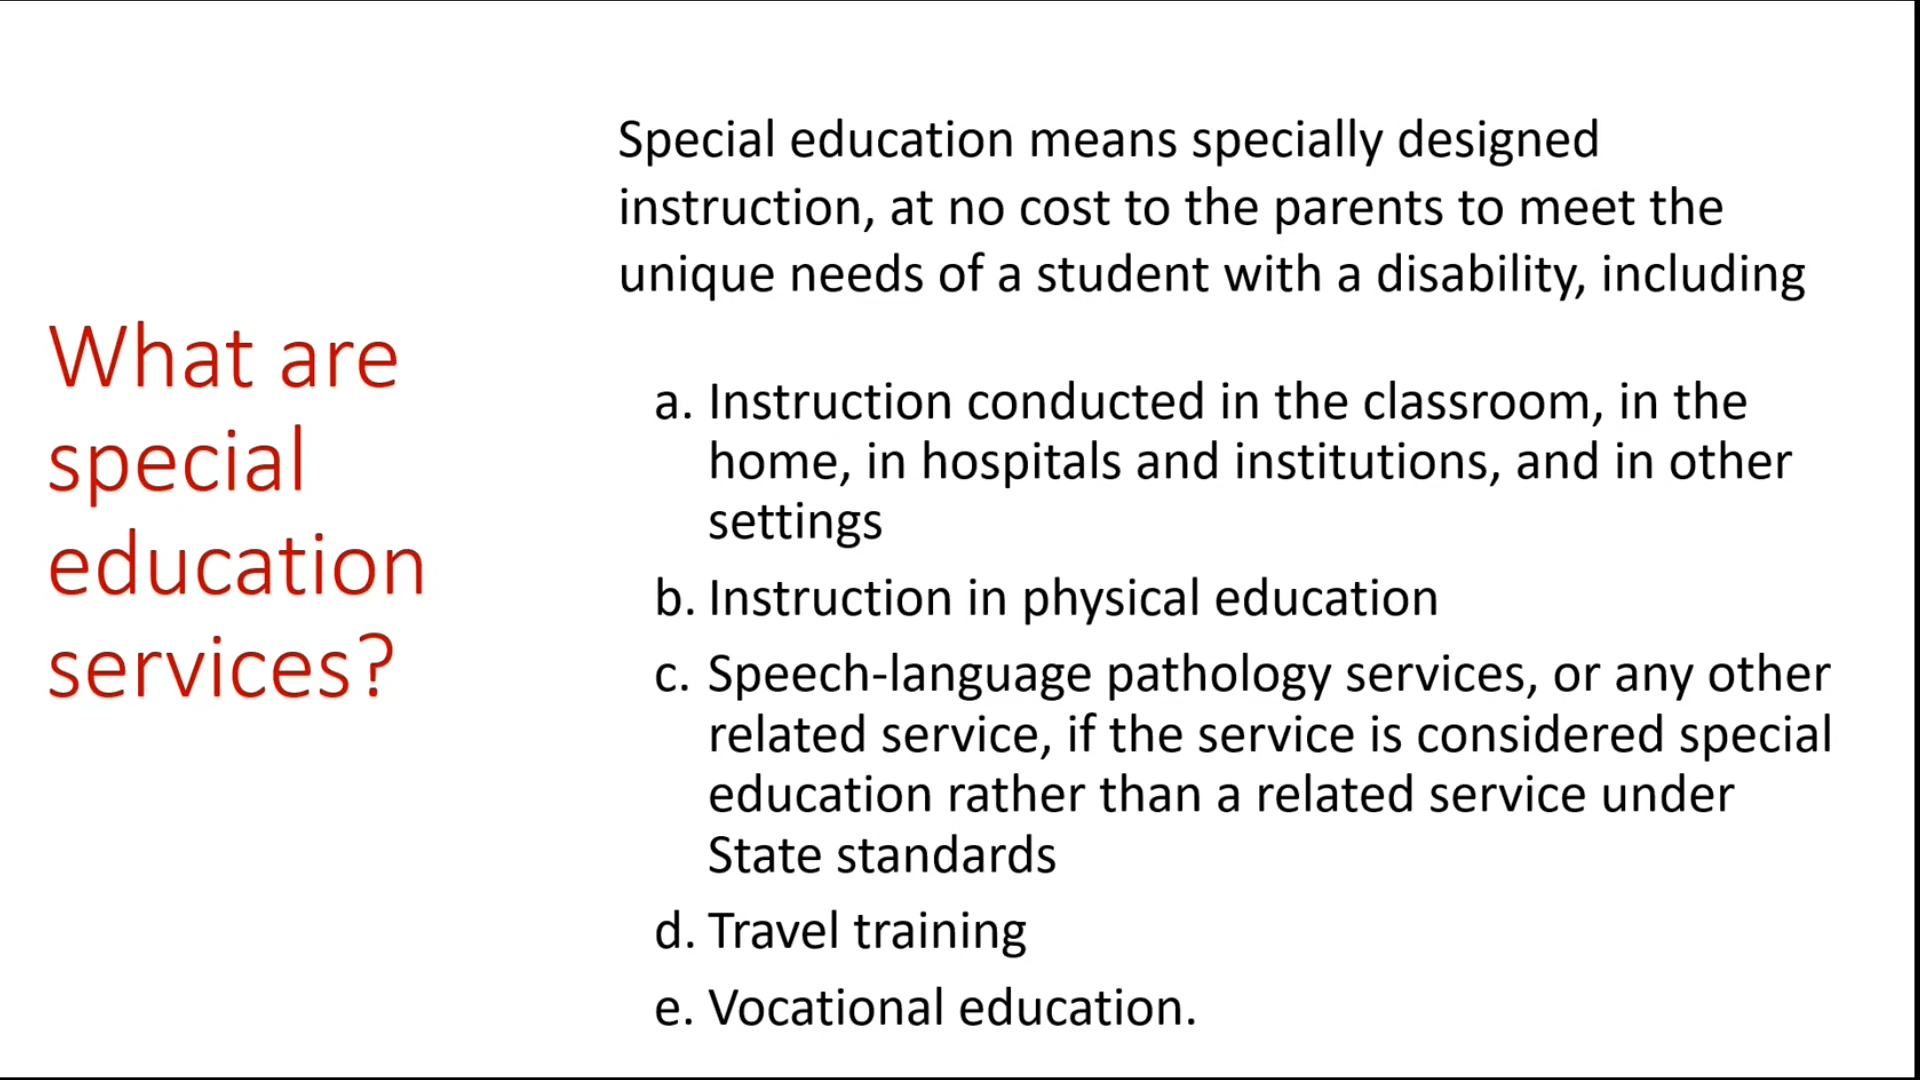 What are
special
education
services?
Special education means specially designed
instruction, at no cost to the parents to meet the
unique needs of a student with a disability, including
a. Instruction conducted in the classroom, in the
home, in hospitals and institutions, and in other
settings
b. Instruction in physical education
c. Speech-language pathology services, or any other
related service, if the service is considered special
education rather than a related service under
State standards
d. Travel training
e. Vocational education.